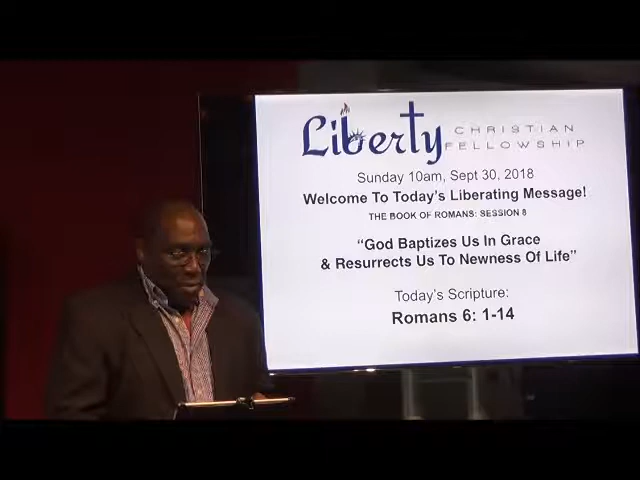 Liberty CHRISTIAN
FELLOWSHIP
Sunday 10am, Sept 30, 2018
Welcome To Today's Liberating Message!
THE BOOK OF ROMANS: SESSION 8
“God Baptizes Us In Grace
& Resurrects Us To Newness Of Life”
Today's Scripture:
Romans 6: 1-14